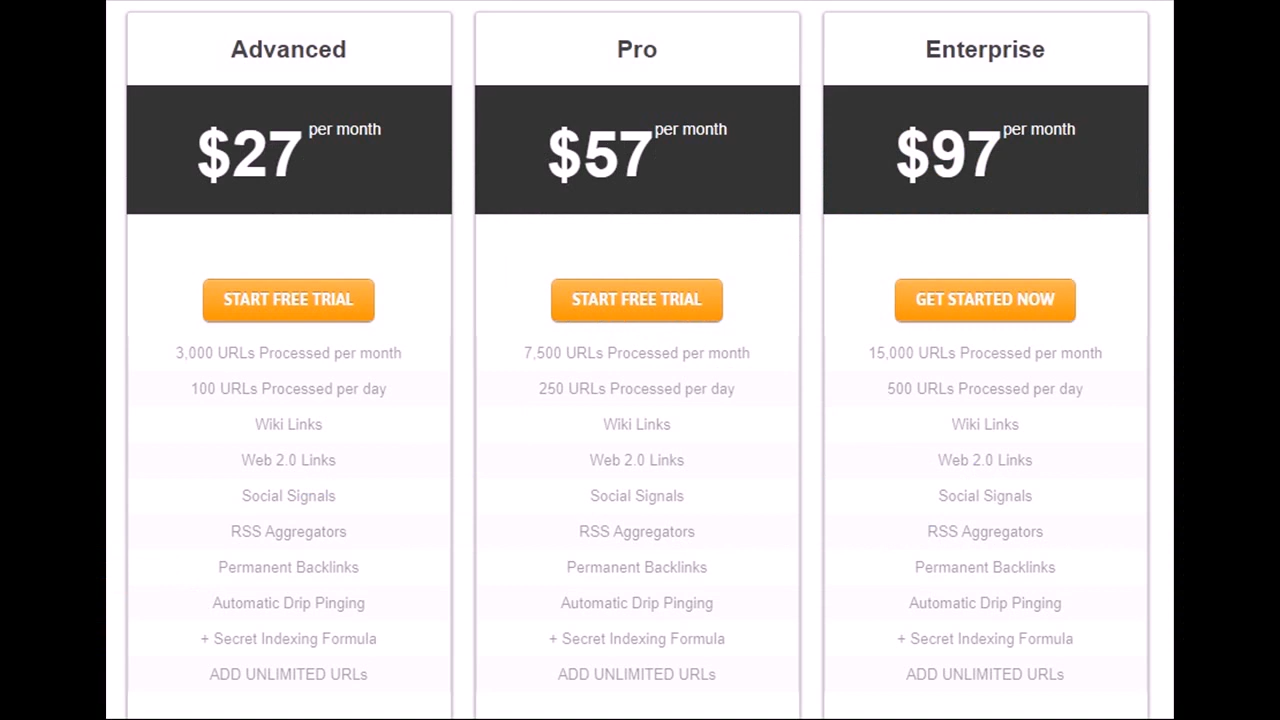 Advanced
$27 per month
START FREE TRIAL
3,000 URLs Processed per month
100 URLs Processed per day
Wiki Links
Web 2.0 Links
Social Signals
RSS Aggregators
Permanent Backlinks
Automatic Drip Pinging
+ Secret Indexing Formula
ADD UNLIMITED URLs
Pro
$57 per month
START FREE TRIAL
7,500 URLs Processed per month
250 URLs Processed per day
Wiki Links
Web 2.0 Links
Social Signals
RSS Aggregators
Permanent Backlinks
Automatic Drip Pinging
+ Secret Indexing Formula
ADD UNLIMITED URLs
Enterprise
$97 per month
GET STARTED NOW
15,000 URLs Processed per month
500 URLs Processed per day
Wiki Links
Web 2.0 Links
Social Signals
RSS Aggregators
Permanent Backlinks
Automatic Drip Pinging
+ Secret Indexing Formula
ADD UNLIMITED URLs